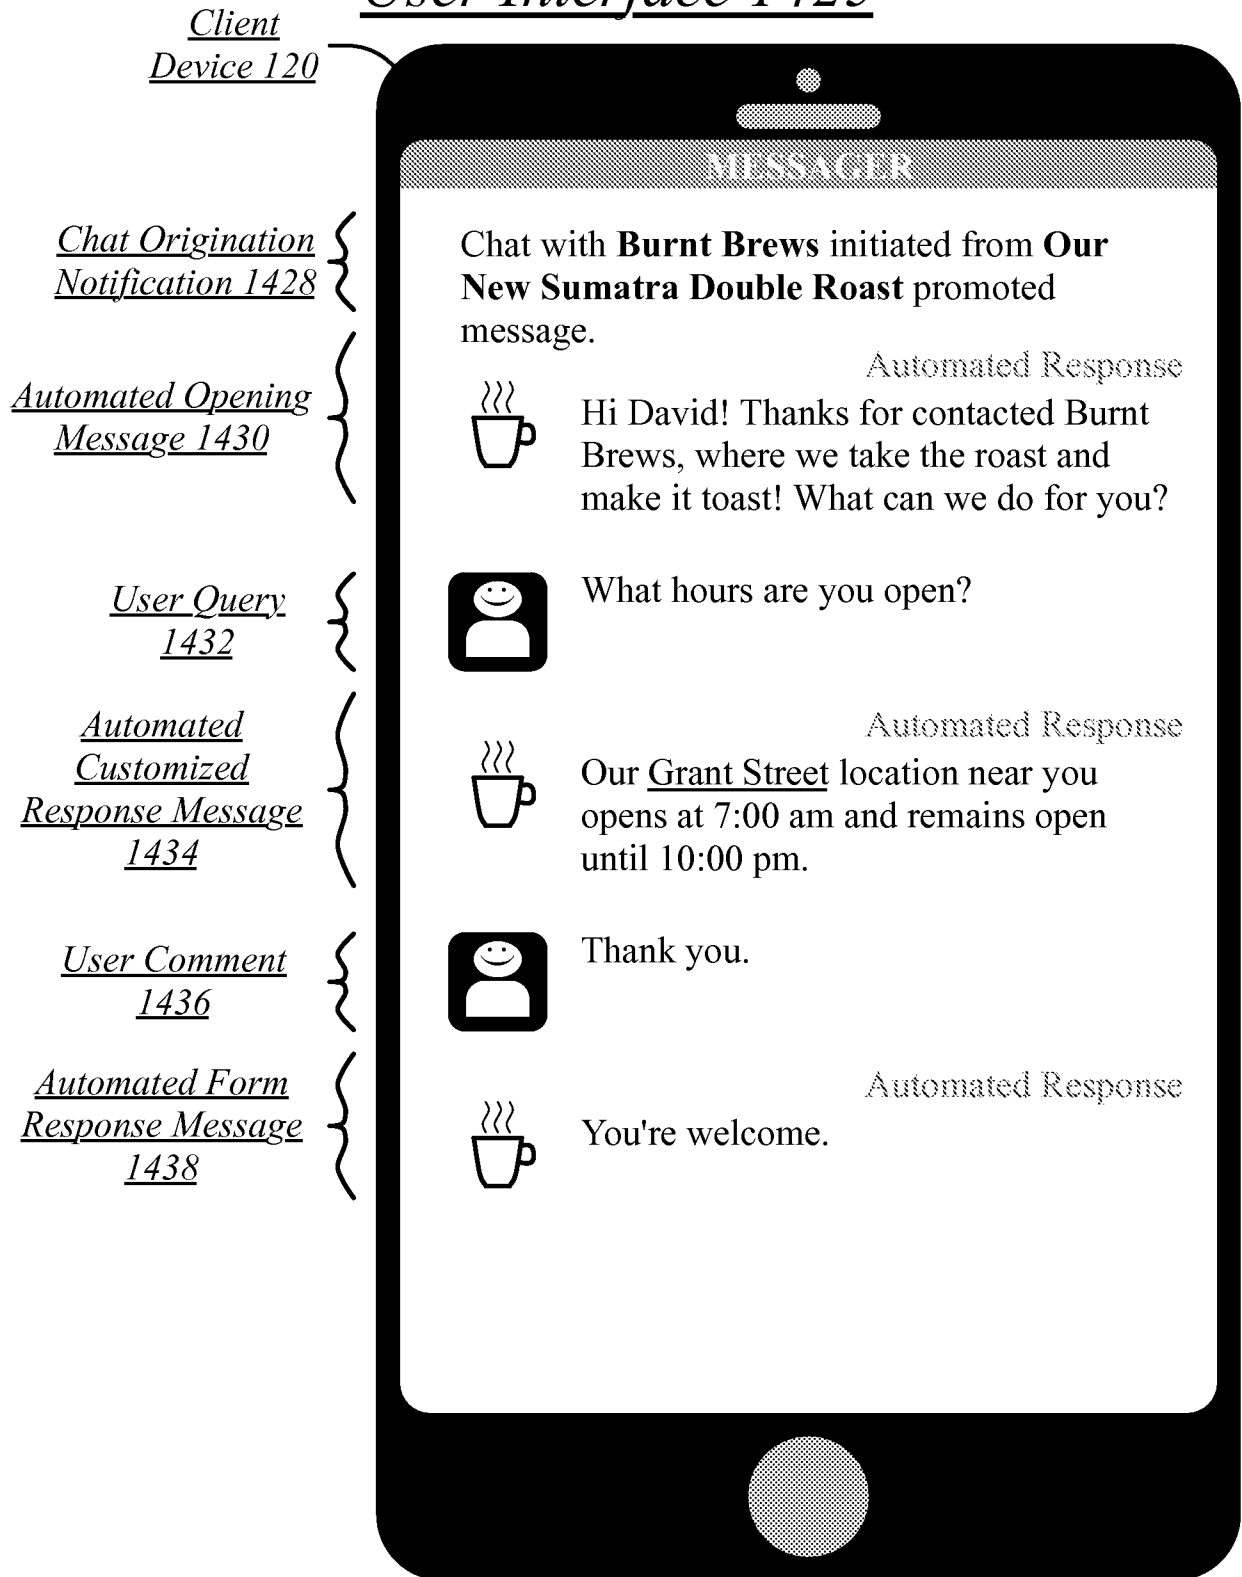 User Interface 1425
Client
Device 120
MESSAGER
Chat Origination
Notification 1428
Chat with Burnt Brews initiated from Our
New Sumatra Double Roast promoted
message.
Automated Opening
Message 1430
Automated Response
Hi David! Thanks for contacted Burnt
Brews, where we take the roast and
make it toast! What can we do for you?
User Query
1432
What hours are you open?
Automated
Customized
Response Message
1434
Automated Response
Our Grant Street location near you
opens at 7:00 am and remains open
until 10:00 pm.
User Comment
1436
Thank you.
Automated Form
Response Message
1438
Automated Response
You're welcome.